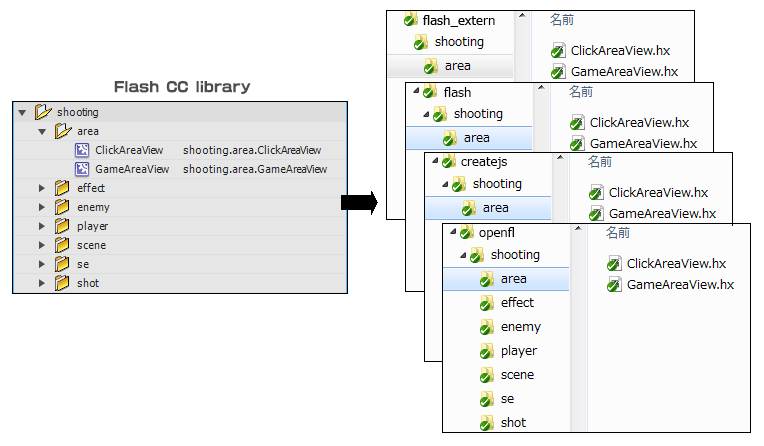 Flash CC library
shooting
area
ClickAreaView shooting.area.ClickAreaView
GameAreaView shooting.area.GameAreaView
effect
enemy
player
scene
se
shot
flash_extern
shooting
area
名前
ClickAreaView.hx
GameAreaView.hx
flash
shooting
area
名前
ClickAreaView.hx
GameAreaView.hx
createjs
shooting
area
名前
ClickAreaView.hx
GameAreaView.hx
openfl
shooting
area
effect
enemy
player
scene
se
shot
名前
ClickAreaView.hx
GameAreaView.hx